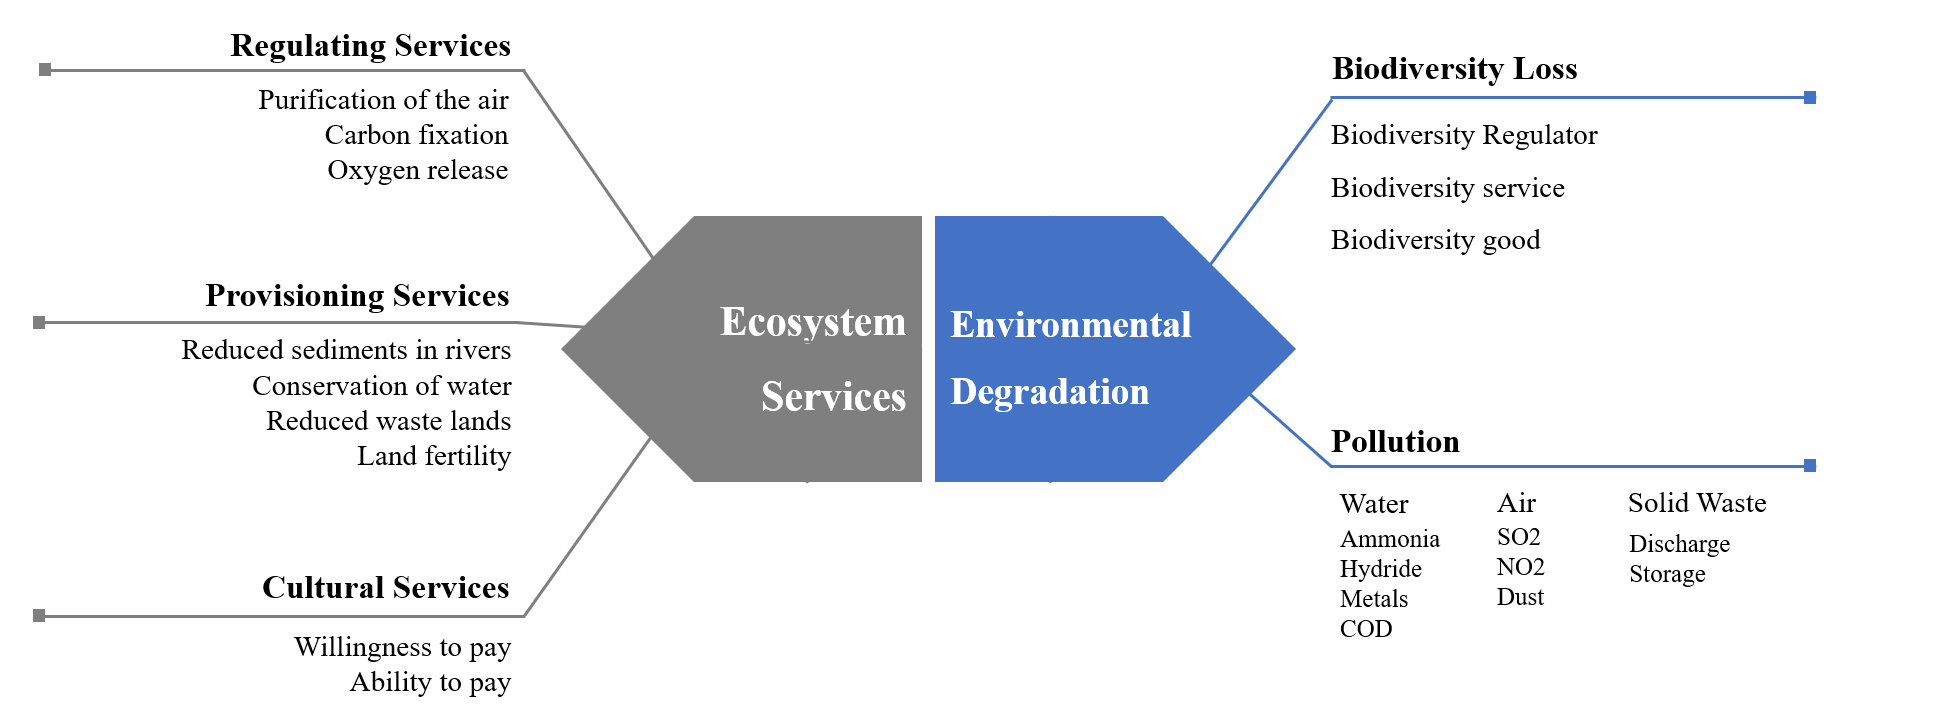 Regulating Services
Purification of the air
Carbon fixation
Oxygen release
Provisioning Services
Reduced sediments in rivers
Conservation of water
Reduced waste lands
Land fertility
Cultural Services
Willingness to pay
Ability to pay
Ecosystem
Services
Environmental
Degradation
Biodiversity Loss
Biodiversity Regulator
Biodiversity service
Biodiversity good
Pollution
Water
Ammonia
Hydride
Metals
COD
Air
SO2
NO2
Dust
Solid Waste
Discharge
Storage